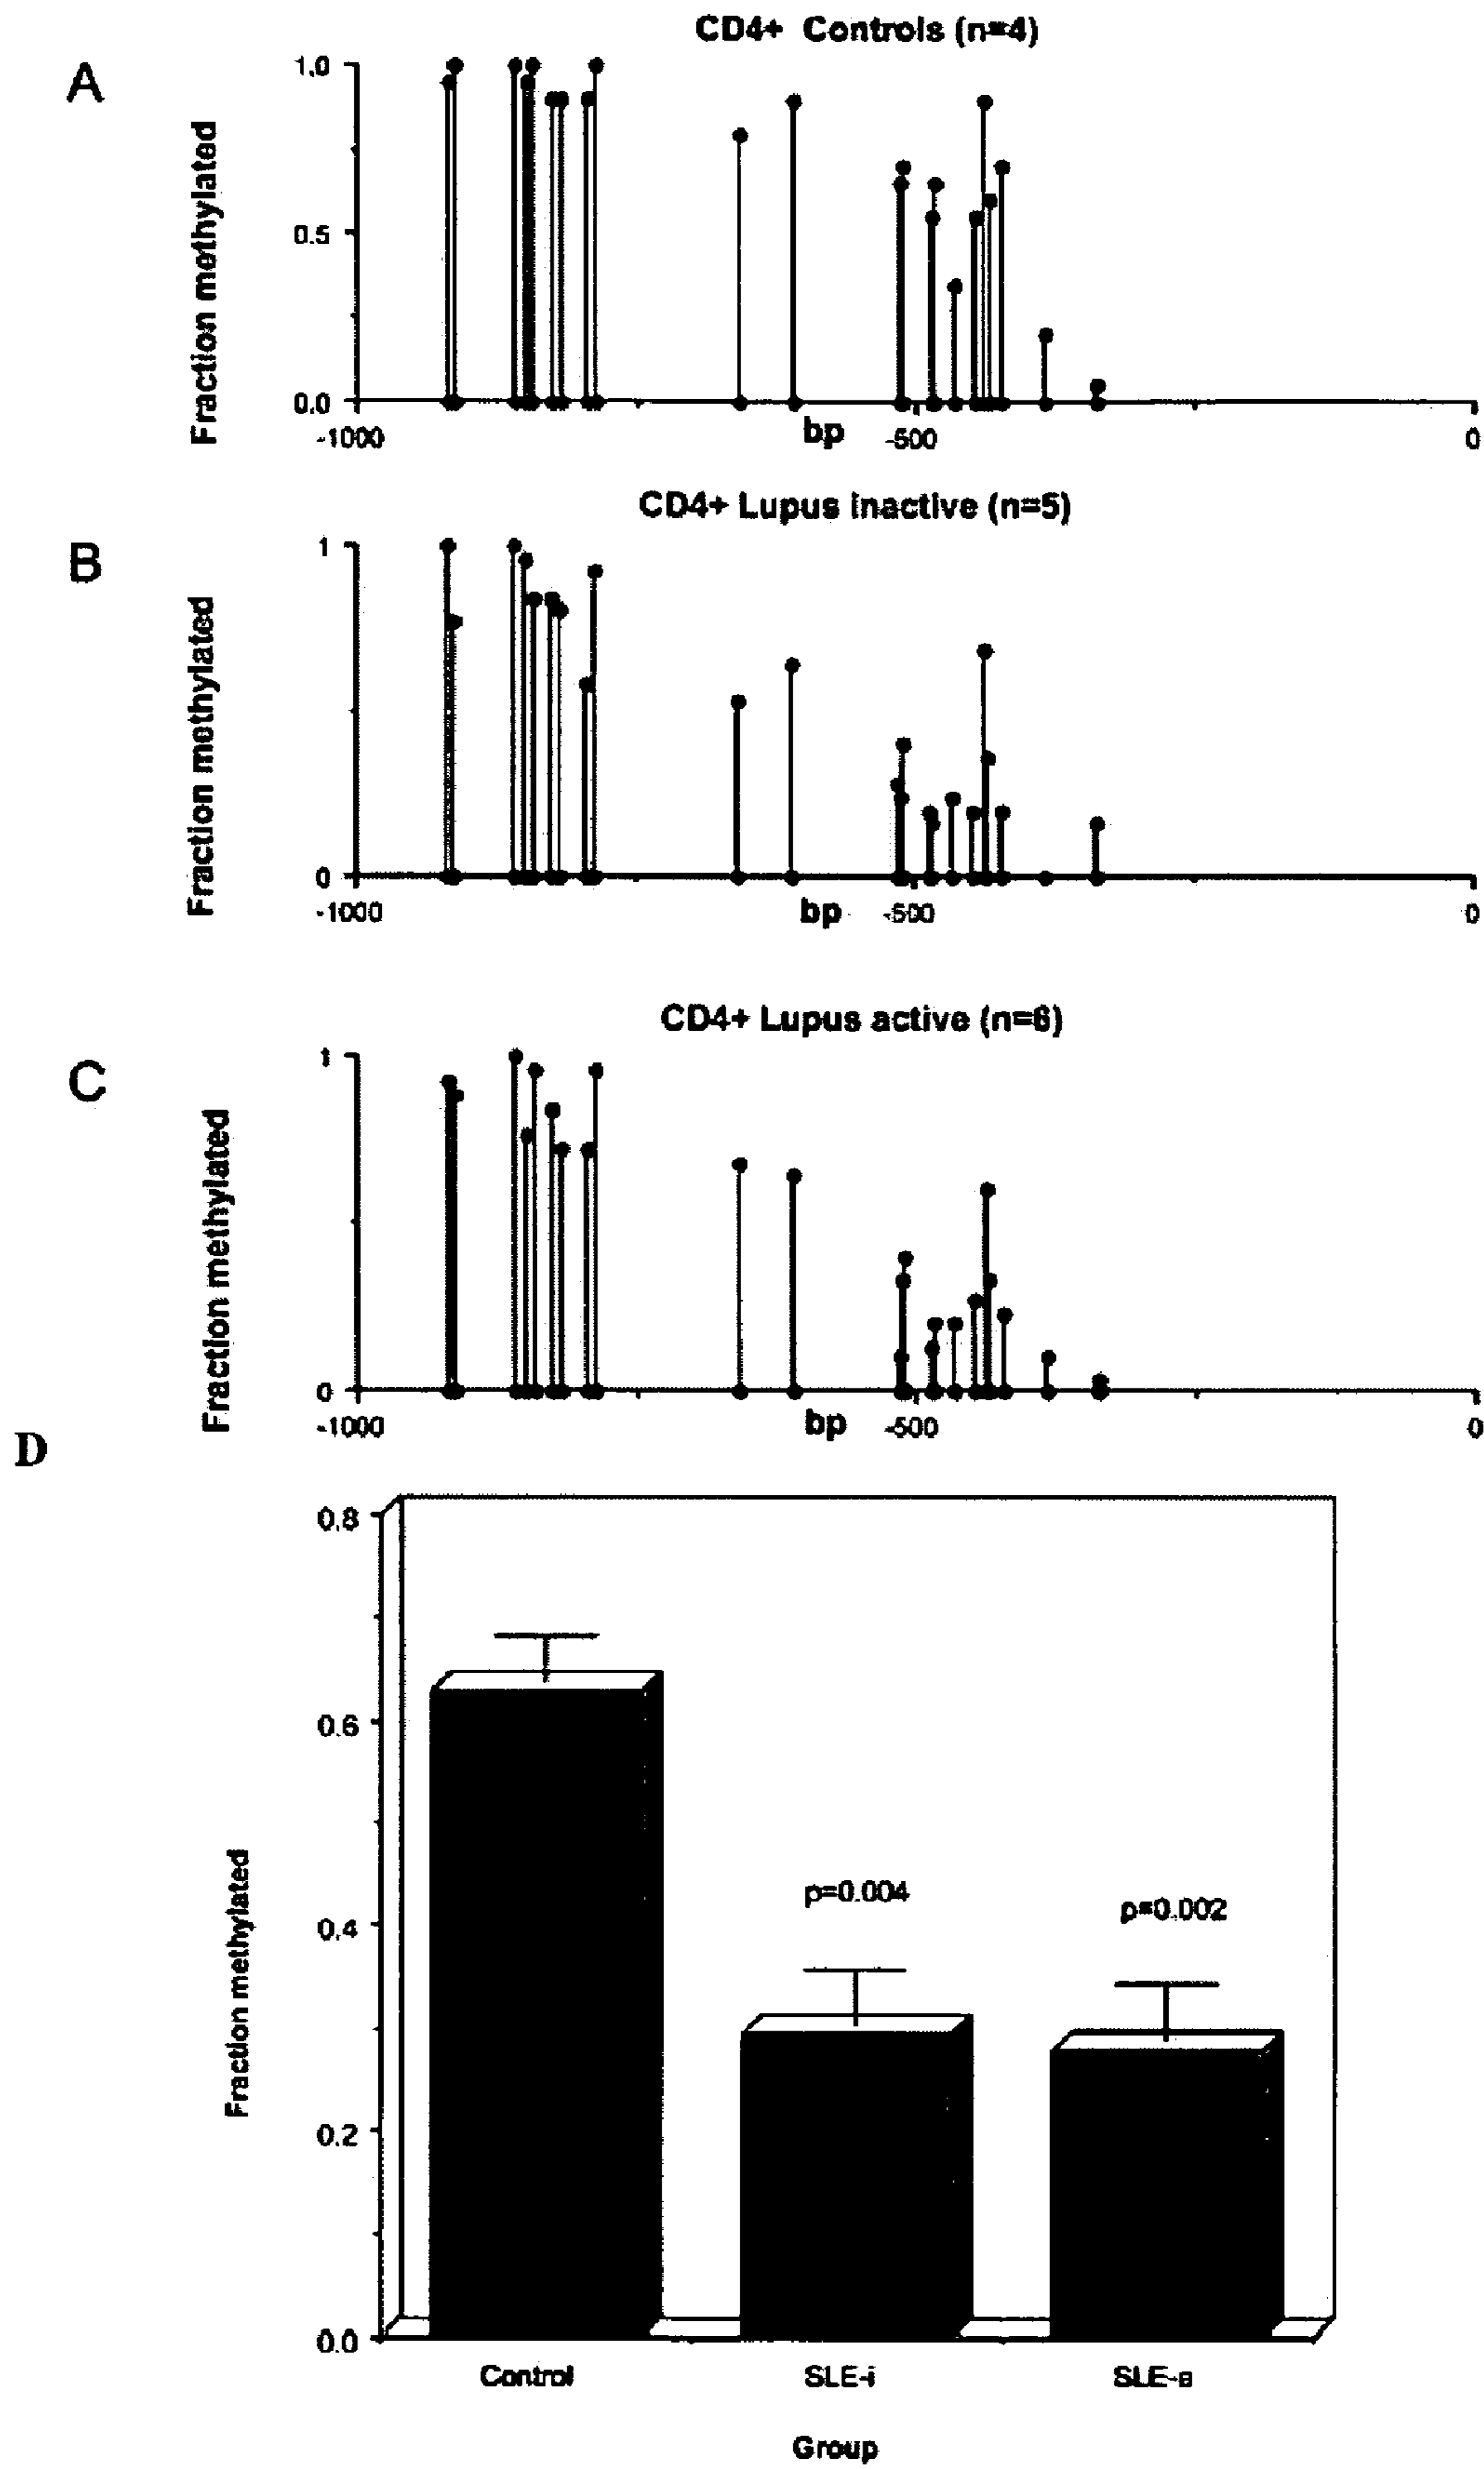 CD4+ Controls (n=4)
A
Fraction methylated
1.0
0.5
0.0
-1000
bp
-500
0
CD4+ Lupus inactive (n=5)
B
Fraction methylated
1
0
-1000
bp
-500
0
CD4+ Lupus active (n=6)
C
Fraction methylated
1
0
-1000
bp
-500
0
D
Fraction methylated
0.8
0.6
0.4
0.2
0.0
p=0.004
p=0.002
Control
SLE-i
SLE-a
Group